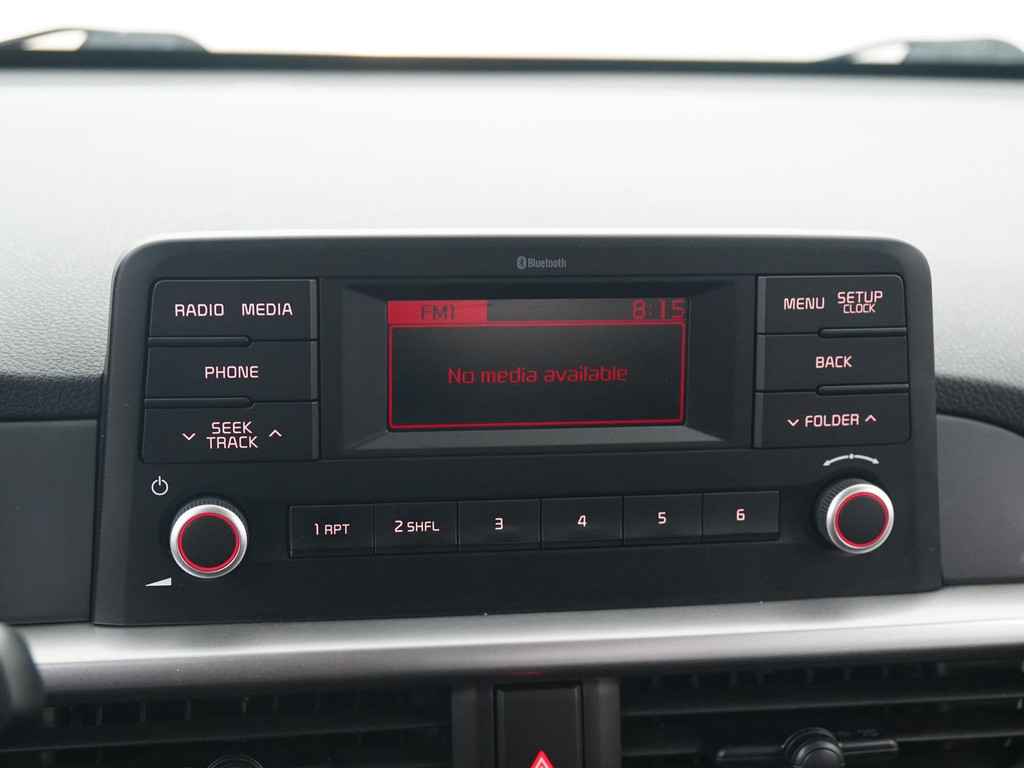 Bluetooth
RADIO MEDIA
FM1 8:15
MENU SETUP
CLOCK
PHONE
No media available
BACK
SEEK
TRACK
FOLDER
1 RPT 2 SHFL 3 4 5 6